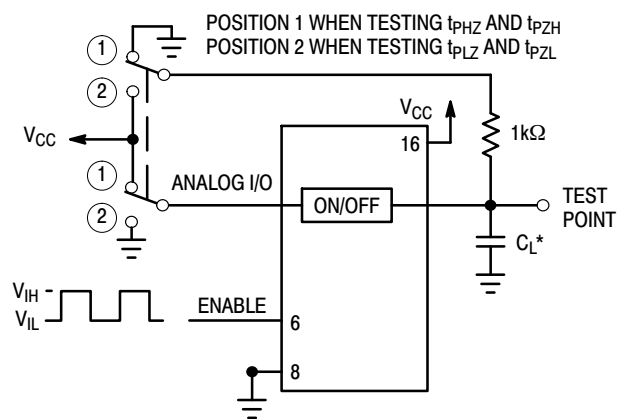 POSITION 1 WHEN TESTING tPHZ AND tPZH
POSITION 2 WHEN TESTING tPLZ AND tPZL
1
2
VCC
1
2
ANALOG I/O
ON/OFF
VCC
16
1kΩ
TEST
POINT
CL*
VIH
VIL
ENABLE
6
8